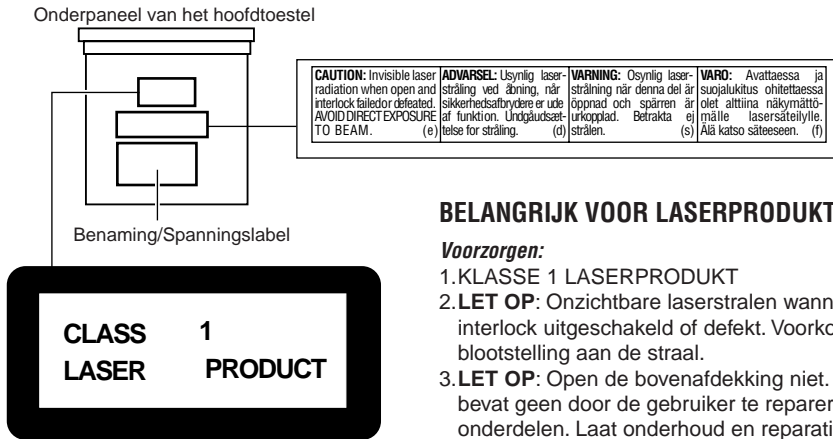 Onderpaneel van het hoofdtoestel
CAUTION: Invisible laser
radiation when open and
interlock failedor defeated.
AVOID DIRECT EXPOSURE
TO BEAM. (e)
ADVARSEL: Usynlig laser-
stråling ved åbning, når
sikkerhedsafbrydere er ude
af funktion. Undgåudsæt-
telse for stråling. (d)
VARNING: Osynlig laser-
strålning när denna del är
öppnad och spärren är
urkopplad. Betrakta ej
strålen. (s)
VARO: Avattaessa ja
suojalukitus ohitettaessa
olet alttiina näkymättö-
mälle lasersäteilylle.
Älä katso säteeseen. (f)
Benaming/Spanningslabel
CLASS 1
LASER PRODUCT
BELANGRIJK VOOR LASERPRODUKT
Voorzorgen:
1.KLASSE 1 LASERPRODUKT
2.LET OP: Onzichtbare laserstralen wann
interlock uitgeschakeld of defekt. Voorko
blootstelling aan de straal.
3.LET OP: Open de bovenafdekking niet.
bevat geen door de gebruiker te reparer
onderdelen. Laat onderhoud en reparati